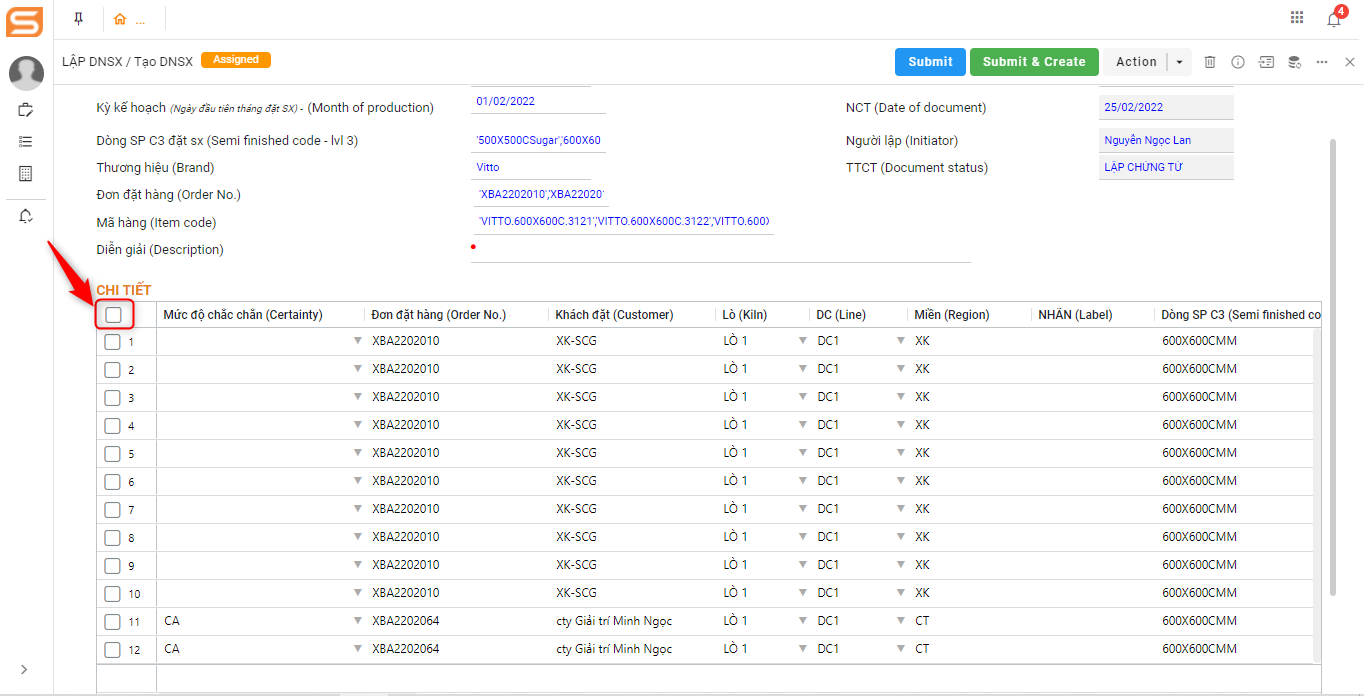 S
...
4
LẬP DNSX / Tạo DNSX Assigned Submit Submit & Create Action
Kỳ kế hoạch (Ngày đầu tiên tháng đặt SX) - (Month of production) 01/02/2022 NCT (Date of document) 25/02/2022
Dòng SP C3 đặt sx (Semi finished code - lvl 3) '500X500CSugar','600X60 Người lập (Initiator) Nguyễn Ngọc Lan
Thương hiệu (Brand) Vitto TTCT (Document status) LẬP CHỨNG TỪ
Đơn đặt hàng (Order No.) 'XBA2202010','XBA22020'
Mã hàng (Item code) 'VITTO.600X600C.3121','VITTO.600X600C.3122','VITTO.600X
Diễn giải (Description)
CHI TIẾT
Mức độ chắc chắn (Certainty) Đơn đặt hàng (Order No.) Khách đặt (Customer) Lò (Kiln) DC (Line) Miền (Region) NHÃN (Label) Dòng SP C3 (Semi finished co
1 XBA2202010 XK-SCG LÒ 1 DC1 XK 600X600CMM
2 XBA2202010 XK-SCG LÒ 1 DC1 XK 600X600CMM
3 XBA2202010 XK-SCG LÒ 1 DC1 XK 600X600CMM
4 XBA2202010 XK-SCG LÒ 1 DC1 XK 600X600CMM
5 XBA2202010 XK-SCG LÒ 1 DC1 XK 600X600CMM
6 XBA2202010 XK-SCG LÒ 1 DC1 XK 600X600CMM
7 XBA2202010 XK-SCG LÒ 1 DC1 XK 600X600CMM
8 XBA2202010 XK-SCG LÒ 1 DC1 XK 600X600CMM
9 XBA2202010 XK-SCG LÒ 1 DC1 XK 600X600CMM
10 XBA2202010 XK-SCG LÒ 1 DC1 XK 600X600CMM
11 CA XBA2202064 cty Giải trí Minh Ngọc LÒ 1 DC1 CT 600X600CMM
12 CA XBA2202064 cty Giải trí Minh Ngọc LÒ 1 DC1 CT 600X600CMM